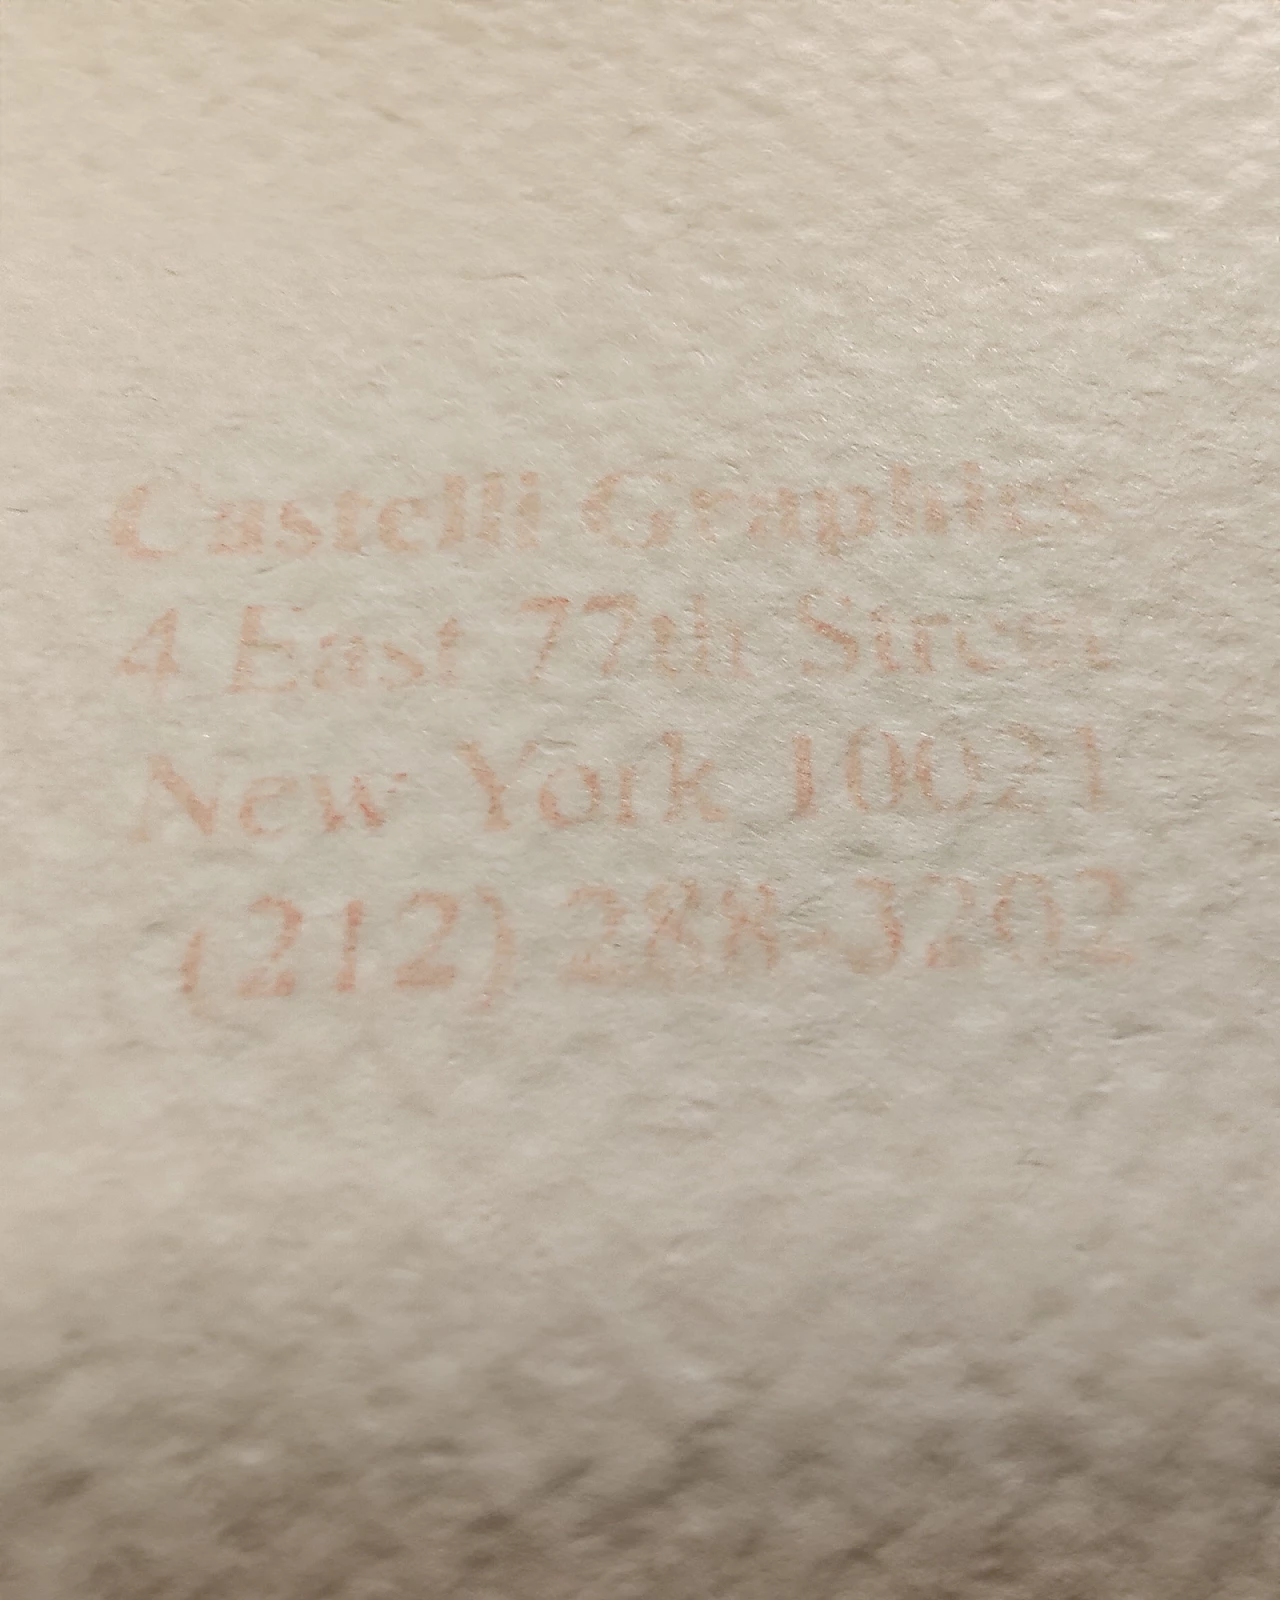 Castelli Graphics
4 East 77th Street
New York 10021
(212) 288-3202